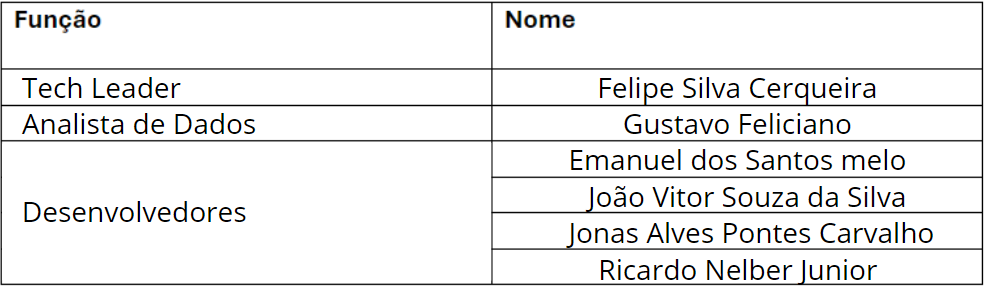 Função Nome
Tech Leader Felipe Silva Cerqueira
Analista de Dados Gustavo Feliciano
Desenvolvedores
Emanuel dos Santos melo
João Vitor Souza da Silva
Jonas Alves Pontes Carvalho
Ricardo Nelber Junior